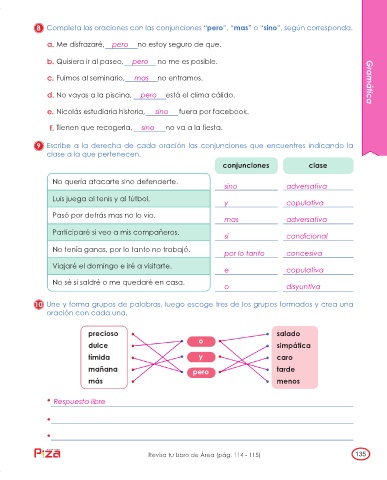 8 Completa las oraciones con las conjunciones "pero", "mas" o "sino", según corresponda.
a. Me disfrazaré, pero no estoy seguro de que.
b. Quisiera ir al paseo, pero no me es posible.
c. Fuimos al seminario, mas no entramos.
d. No vayas a la piscina, pero está el clima cálido.
e. Nicolás estudiaría historia, sino fuera por facebook.
f. Tienen que recogerla, sino no va a la fiesta.
Gramática
9 Escribe a la derecha de cada oración las conjunciones que encuentres indicando la
clase a la que pertenecen.
conjunciones clase
No quería atacarte sino defenderte. sino adversativa
Luis juega al tenis y al fútbol. y copulativa
Pasó por detrás mas no lo vio. mas adversativa
Participaré si veo a mis compañeros. si condicional
No tenía ganas, por lo tanto no trabajó. por lo tanto concesiva
Viajaré el domingo e iré a visitarte. e copulativa
No sé si saldré o me quedaré en casa. o disyuntiva
10 Une y forma grupos de palabras, luego escoge tres de los grupos formados y crea una
oración con cada una.
precioso salado
dulce o simpática
tímida y caro
mañana pero tarde
más menos
• Respuesta libre
•
•
Pizza Revisa tu Libro de Área (pág. 114 - 115) 135